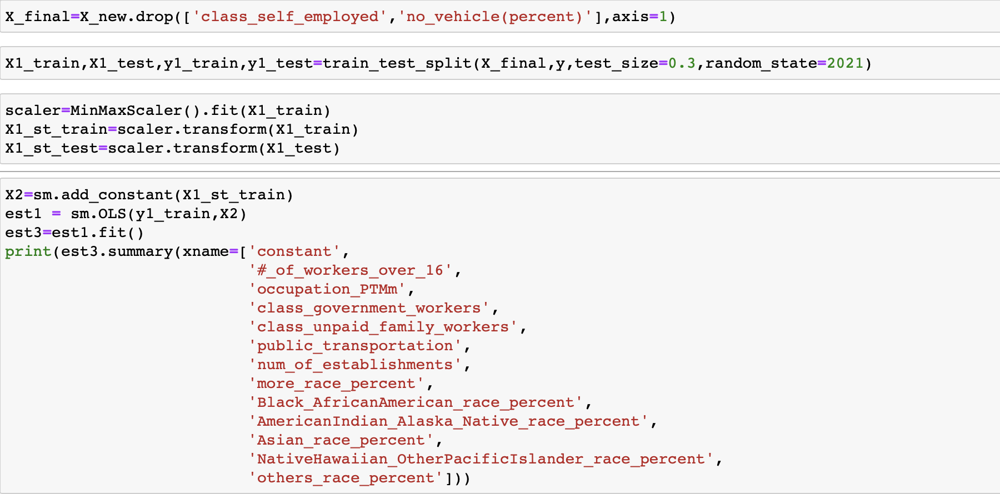 X_final=X_new.drop(['class_self_employed','no_vehicle(percent)'],axis=1)
X1_train,X1_test,y1_train,y1_test=train_test_split(X_final,y,test_size=0.3,random_state=2021)
scaler=MinMaxScaler().fit(X1_train)
X1_st_train=scaler.transform(X1_train)
X1_st_test=scaler.transform(X1_test)
X2=sm.add_constant(X1_st_train)
est1 = sm.OLS(y1_train,X2)
est3=est1.fit()
print(est3.summary(xname=['constant',
'#_of_workers_over_16',
'occupation_PTMm',
'class_government_workers',
'class_unpaid_family_workers',
'public_transportation',
'num_of_establishments',
'more_race_percent',
'Black_AfricanAmerican_race_percent',
'AmericanIndian_Alaska_Native_race_percent',
'Asian_race_percent',
'NativeHawaiian_OtherPacificIslander_race_percent',
'others_race_percent']))